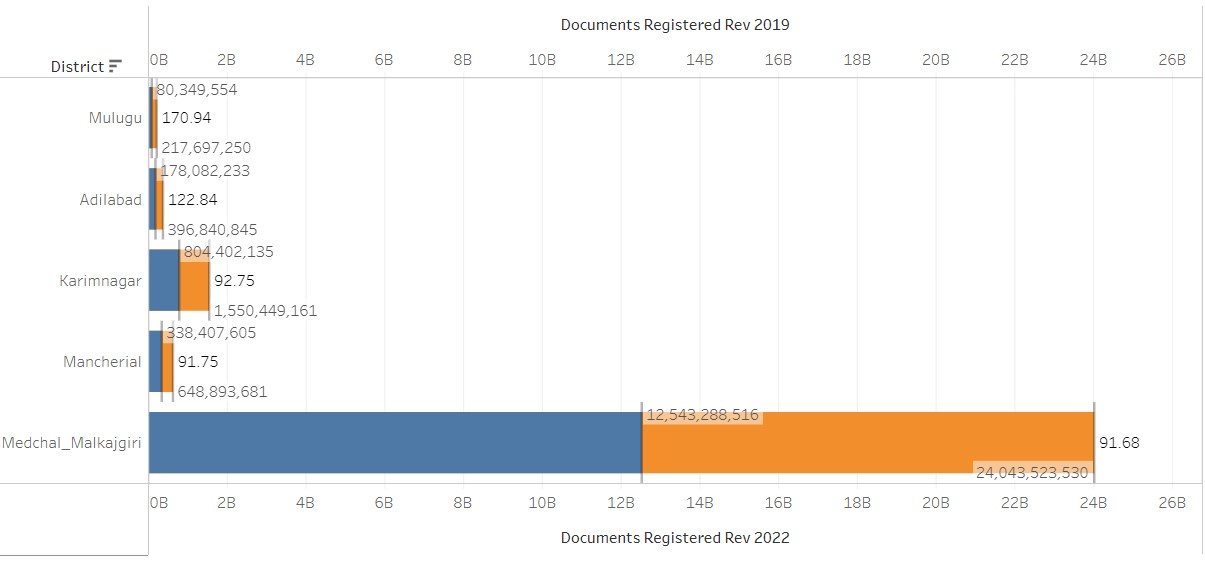 Documents Registered Rev 2019
District 0B 2B 4B 6B 8B 10B 12B 14B 16B 18B 20B 22B 24B 26B
80,349,554
Mulugu 170.94
217,697,250
178,082,233
Adilabad 122.84
396,840,845
804,402,135
Karimnagar 92.75
1,550,449,161
338,407,605
Mancherial 91.75
648,893,681
12,543,288,516
Medchal_Malkajgiri 91.68
24,043,523,530
0B 2B 4B 6B 8B 10B 12B 14B 16B 18B 20B 22B 24B 26B
Documents Registered Rev 2022